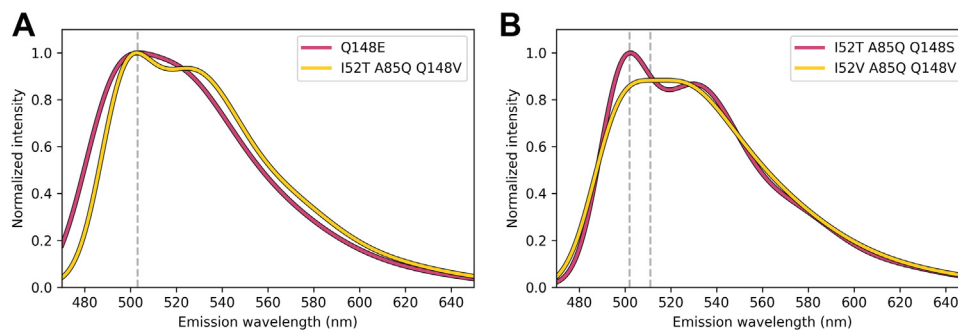 A
Normalized intensity
1.0
0.8
0.6
0.4
0.2
0.0
480 500 520 540 560 580 600 620 640
Emission wavelength (nm)
Q148E
I52T A85Q Q148V
B
Normalized intensity
1.0
0.8
0.6
0.4
0.2
0.0
480 500 520 540 560 580 600 620 640
Emission wavelength (nm)
I52T A85Q Q148S
I52V A85Q Q148V